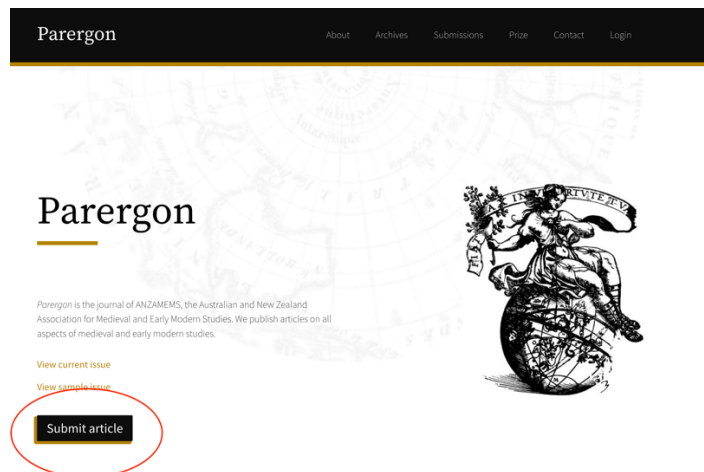 Parergon
About Archives Submissions Prize Contact Login
Parergon
Parergon is the journal of ANZAMEMS, the Australian and New Zealand
Association for Medieval and Early Modern Studies. We publish articles on all
aspects of medieval and early modern studies.
View current issue
View sample issue
Submit article